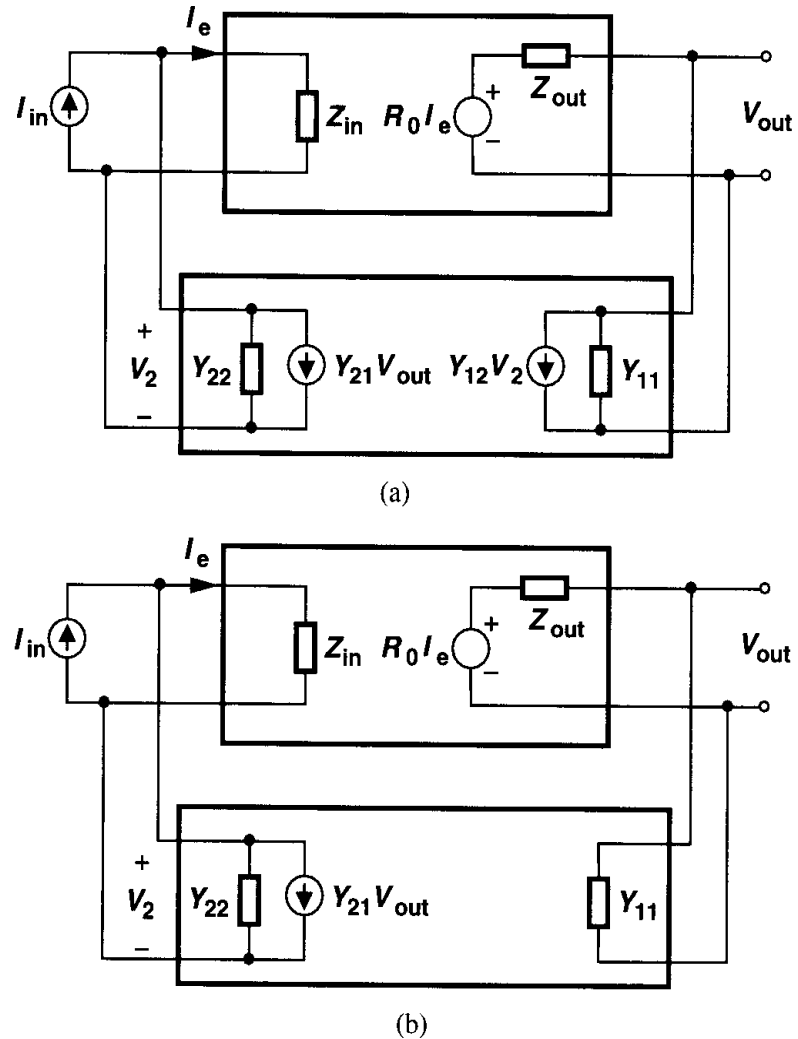 I_e
I_in
Z_in
R_0 I_e
+
−
Z_out
V_out
+
V_2
−
Y_22
Y_21 V_out
Y_12 V_2
Y_11
(a)
I_e
I_in
Z_in
R_0 I_e
+
−
Z_out
V_out
+
V_2
−
Y_22
Y_21 V_out
Y_11
(b)